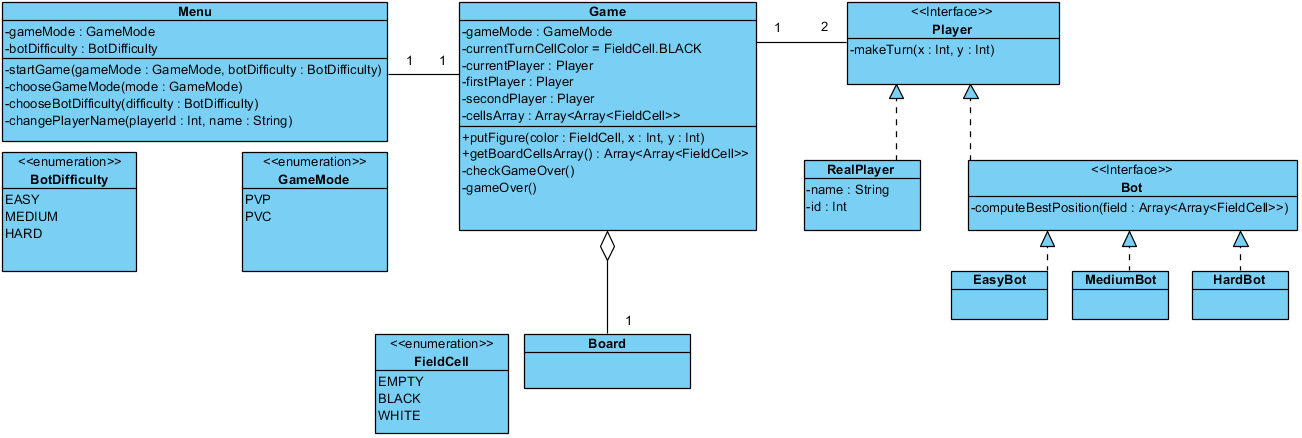 Menu
-gameMode : GameMode
-botDifficulty : BotDifficulty
-startGame(gameMode : GameMode, botDifficulty : BotDifficulty)
-chooseGameMode(mode : GameMode)
-chooseBotDifficulty(difficulty : BotDifficulty)
-changePlayerName(playerId : Int, name : String)
1
1
Game
-gameMode : GameMode
-currentTurnCellColor = FieldCell.BLACK
-currentPlayer : Player
-firstPlayer : Player
-secondPlayer : Player
-cellsArray : Array<Array<FieldCell>>
+putFigure(color : FieldCell, x : Int, y : Int)
+getBoardCellsArray() : Array<Array<FieldCell>>
-checkGameOver()
-gameOver()
1
2
<<Interface>>
Player
-makeTurn(x : Int, y : Int)
<<enumeration>>
BotDifficulty
EASY
MEDIUM
HARD
<<enumeration>>
GameMode
PVP
PVC
RealPlayer
-name : String
-id : Int
<<Interface>>
Bot
-computeBestPosition(field : Array<Array<FieldCell>>)
EasyBot
MediumBot
HardBot
1
<<enumeration>>
FieldCell
EMPTY
BLACK
WHITE
Board